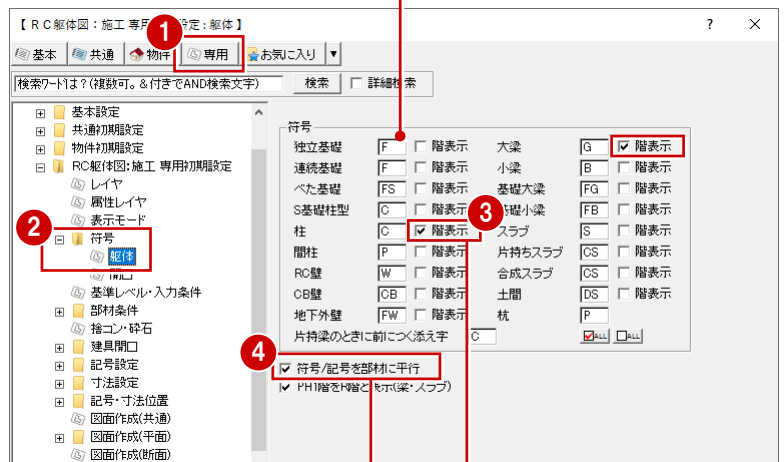 【ＲＣ躯体図：施工 専用初期設定：躯体】 ? ×
1
基本 共通 物件 専用 お気に入り ▼
検索ワードは？(複数可。＆付きでAND検索文字) 検索 詳細検索
基本設定
共通初期設定
物件初期設定
RC躯体図:施工 専用初期設定
レイヤ
属性レイヤ
表示モード
2
符号
躯体
開口
基準レベル・入力条件
部材条件
捨コン・砕石
建具開口
記号設定
寸法設定
記号・寸法位置
図面作成(共通)
図面作成(平面)
図面作成(断面)
符号
独立基礎 F 階表示 大梁 G 階表示
連続基礎 F 階表示 小梁 B 階表示
べた基礎 FS 階表示 基礎大梁 FG 階表示
S基礎柱型 C 階表示 基礎小梁 FB 階表示
3
柱 C 階表示 スラブ S 階表示
間柱 P 階表示 片持ちスラブ CS 階表示
RC壁 W 階表示 合成スラブ CS 階表示
CB壁 CB 階表示 土間 DS 階表示
地下外壁 FW 階表示 杭 P
片持梁のときに前につく添え字 C ALL ALL
4
符号/記号を部材に平行
PH1階をR階と表示(梁・スラブ)